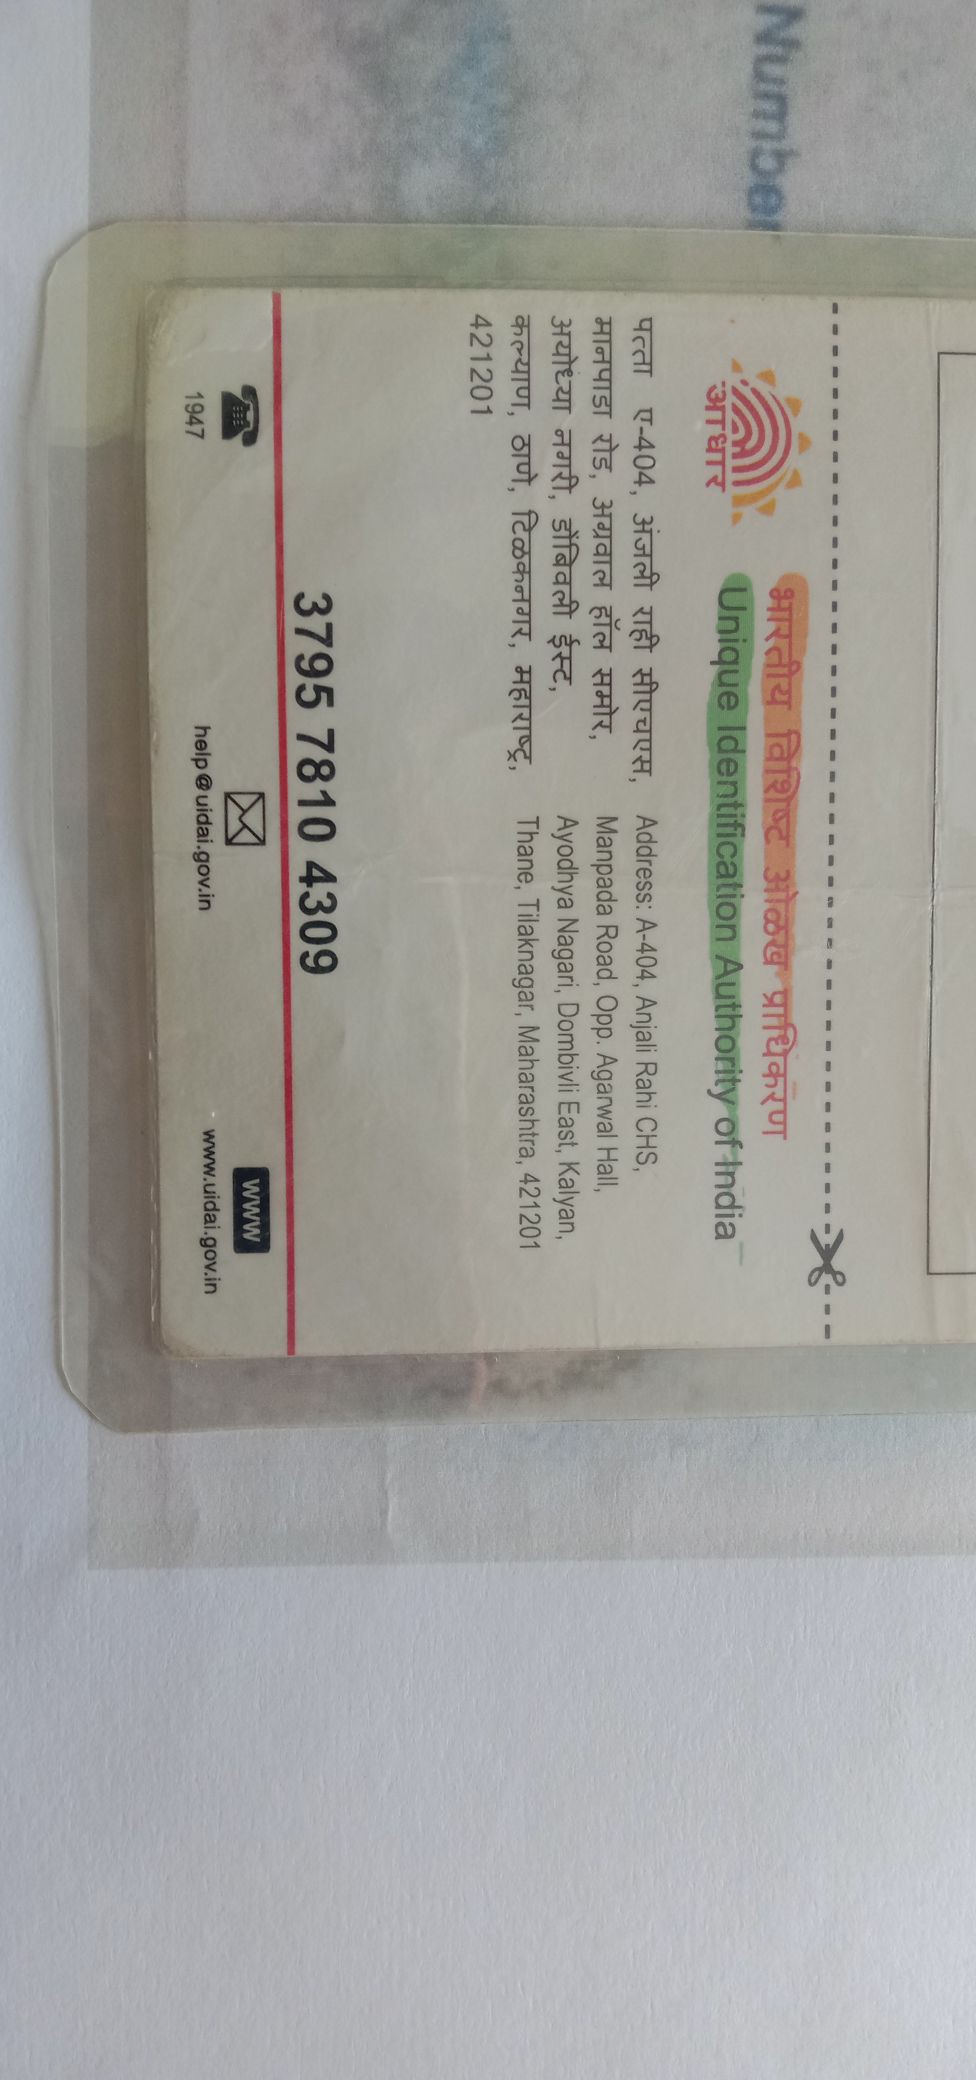 Number
आधार
भारतीय विशिष्ट ओळख प्राधिकरण
Unique Identification Authority of India
पत्ता ए-404, अंजली राही सीएचएस,
मानपाडा रोड, अग्रवाल हॉल समोर,
अयोध्या नगरी, डोंबिवली ईस्ट,
कल्याण, ठाणे, टिळकनगर, महाराष्ट्र,
421201
Address: A-404, Anjali Rahi CHS,
Manpada Road, Opp. Agarwal Hall,
Ayodhya Nagari, Dombivli East, Kalyan,
Thane, Tilaknagar, Maharashtra, 421201
3795 7810 4309
1947
help@uidai.gov.in
www
www.uidai.gov.in